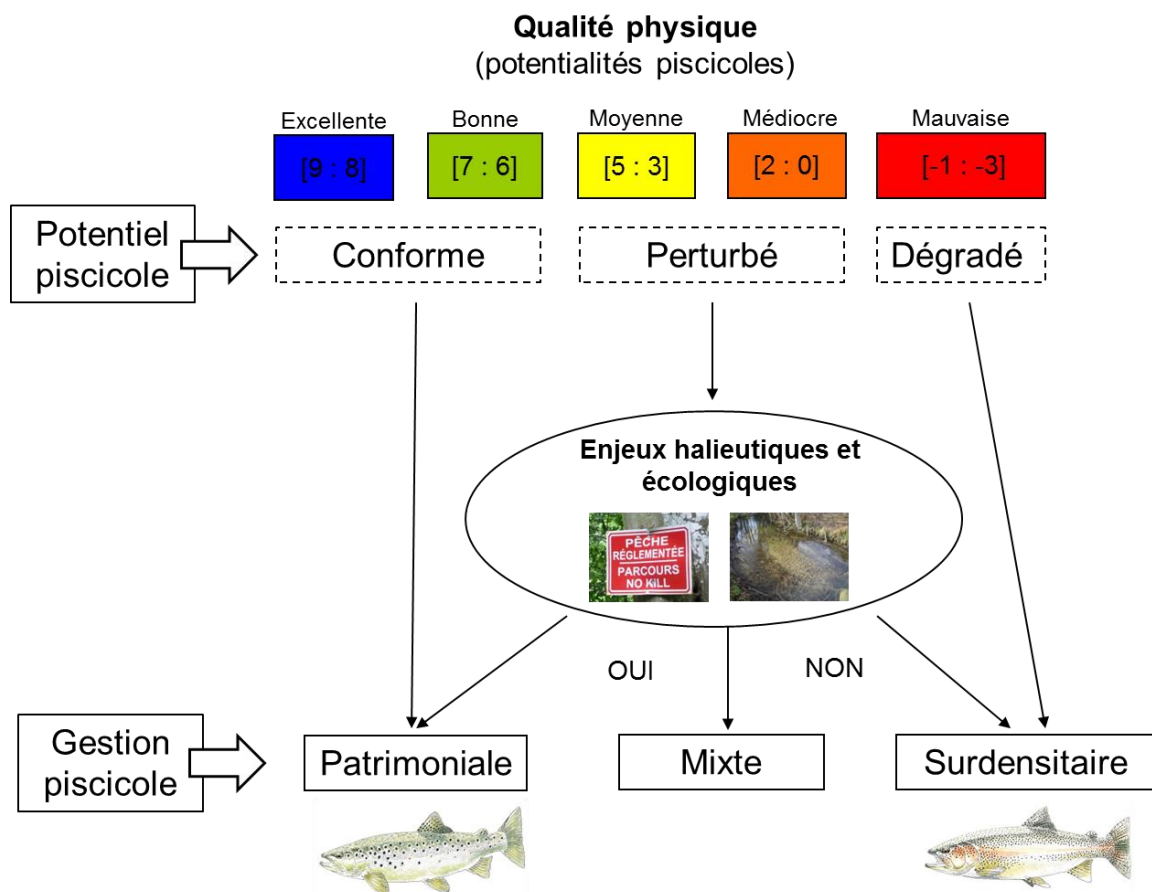 Qualité physique
(potentialités piscicoles)
Excellente
Bonne
Moyenne
Médiocre
Mauvaise
[9 : 8]
[7 : 6]
[5 : 3]
[2 : 0]
[-1 : -3]
Potentiel
piscicole
Conforme
Perturbé
Dégradé
Enjeux halieutiques et
écologiques
PÊCHE
RÉGLEMENTÉE
PARCOURS
NO KILL
OUI
NON
Gestion
piscicole
Patrimoniale
Mixte
Surdensitaire